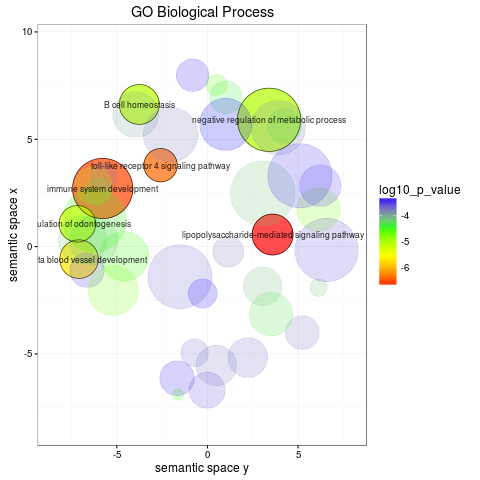 GO Biological Process
10
5
0
-5
semantic space x
B cell homeostasis
negative regulation of metabolic process
toll-like receptor 4 signaling pathway
immune system development
ulation of odontogenesis
lipopolysaccharide-mediated signaling pathway
ta blood vessel development
-5
0
5
semantic space y
log10_p_value
-4
-5
-6